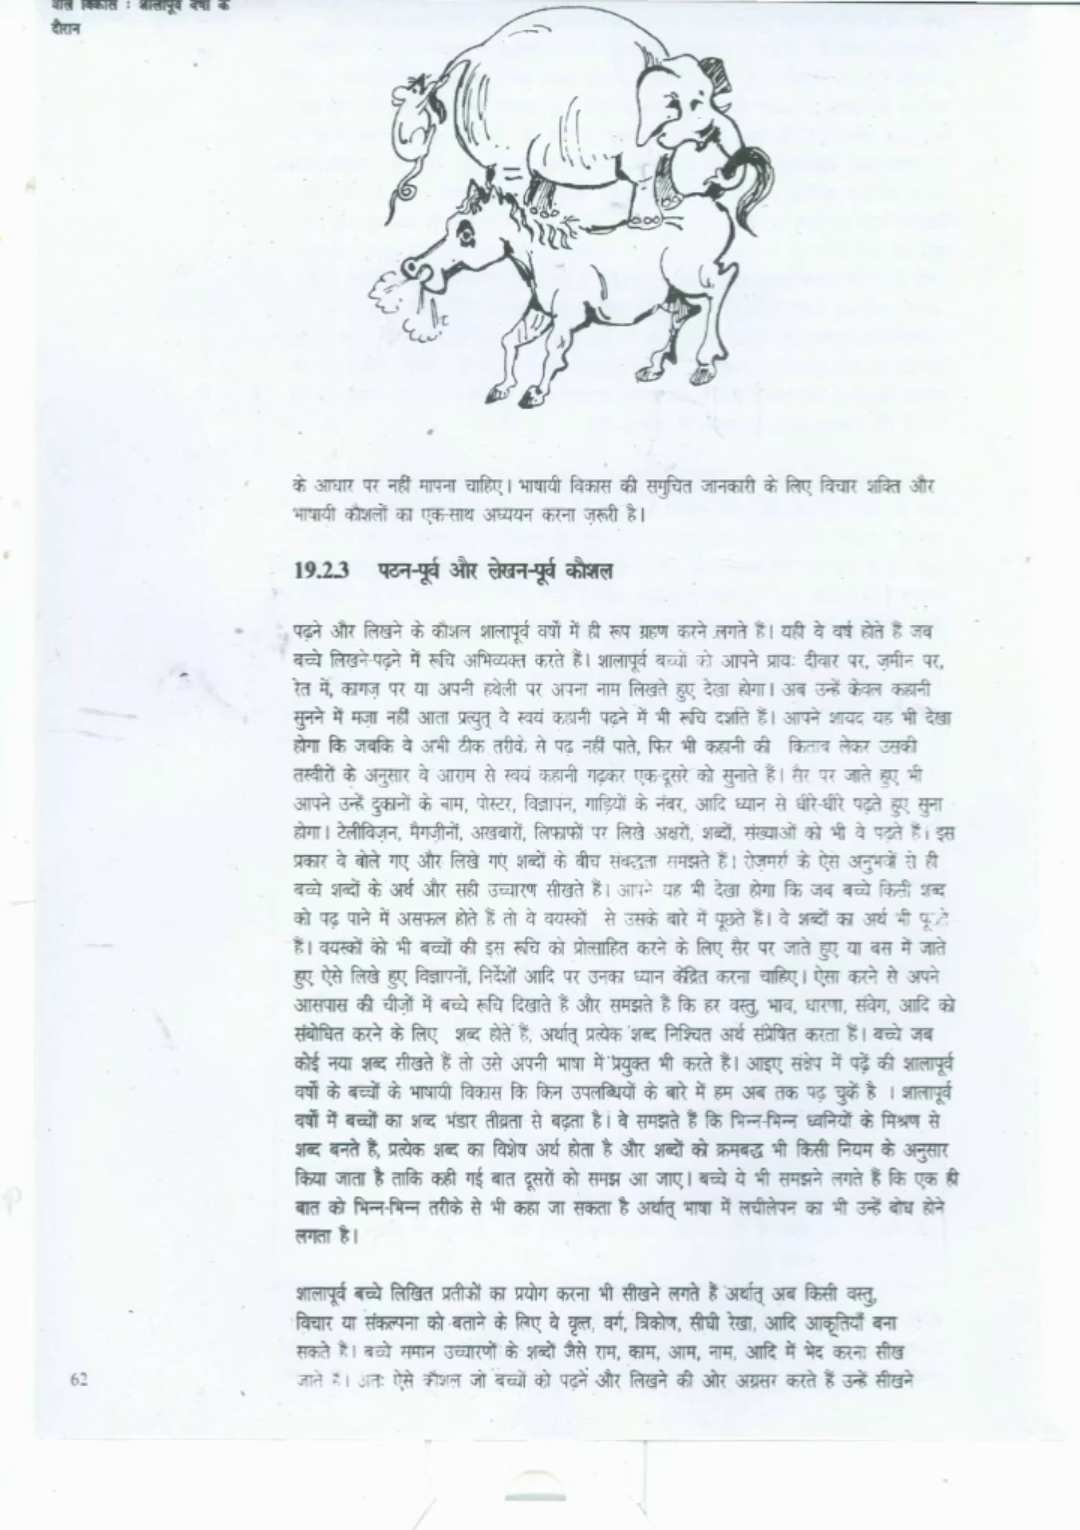 बाल विकास : शालापूर्व वर्षों के
दौरान
के आधार पर नहीं मापना चाहिए। भाषायी विकास की समुचित जानकारी के लिए विचार शक्ति और
भाषायी कौशलों का एक-साथ अध्ययन करना ज़रूरी है।
19.2.3 पठन-पूर्व और लेखन-पूर्व कौशल
पढ़ने और लिखने के कौशल शालापूर्व वर्षों में ही रूप ग्रहण करने लगते हैं। यही वे वर्ष होते हैं जब
बच्चे लिखने-पढ़ने में रूचि अभिव्यक्त करते हैं। शालापूर्व बच्चों को आपने प्रायः दीवार पर, ज़मीन पर,
रेत में, कागज़ पर या अपनी हथेली पर अपना नाम लिखते हुए देखा होगा। अब उन्हें केवल कहानी
सुनने में मज़ा नहीं आता प्रत्युत् वे स्वयं कहानी पढ़ने में भी रूचि दर्शाते हैं। आपने शायद यह भी देखा
होगा कि जबकि वे अभी ठीक तरीके से पढ़ नहीं पाते, फिर भी कहानी की किताब लेकर उसकी
तस्वीरों के अनुसार वे आराम से स्वयं कहानी गढ़कर एक-दूसरे को सुनाते हैं। सैर पर जाते हुए भी
आपने उन्हें दुकानों के नाम, पोस्टर, विज्ञापन, गाड़ियों के नंबर, आदि ध्यान से धीरे-धीरे पढ़ते हुए सुना
होगा। टेलीविज़न, मैगज़ीनों, अखबारों, लिफाफों पर लिखे अक्षरों, शब्दों, संख्याओं को भी वे पढ़ते हैं। इस
प्रकार वे बोले गए और लिखे गए शब्दों के बीच संबद्धता समझते हैं। रोज़मर्रा के ऐसे अनुभवों से ही
बच्चे शब्दों के अर्थ और सही उच्चारण सीखते हैं। आपने यह भी देखा होगा कि जब बच्चे किसी शब्द
को पढ़ पाने में असफल होते हैं तो वे वयस्कों से उसके बारे में पूछते हैं। वे शब्दों का अर्थ भी
हैं। वयस्कों को भी बच्चों की इस रूचि को प्रोत्साहित करने के लिए सैर पर जाते हुए या बस में जाते
हुए ऐसे लिखे हुए विज्ञापनों, निर्देशों आदि पर उनका ध्यान केंद्रित करना चाहिए। ऐसा करने से अपने
आसपास की चीज़ों में बच्चे रूचि दिखाते हैं और समझते हैं कि हर वस्तु, भाव, धारणा, संवेग, आदि को
संबोधित करने के लिए शब्द होते हैं, अर्थात् प्रत्येक शब्द निश्चित अर्थ संप्रेषित करता है। बच्चे जब
कोई नया शब्द सीखते हैं तो उसे अपनी भाषा में प्रयुक्त भी करते हैं। आइए संक्षेप में पढ़ें की शालापूर्व
वर्षों के बच्चों के भाषायी विकास कि किन उपलब्धियों के बारे में हम अब तक पढ़ चुकें है । शालापूर्व
वर्षों में बच्चों का शब्द भंडार तीव्रता से बढ़ता है। वे समझते हैं कि भिन्न-भिन्न ध्वनियों के मिश्रण से
शब्द बनते हैं, प्रत्येक शब्द का विशेष अर्थ होता है और शब्दों को क्रमबद्ध भी किसी नियम के अनुसार
किया जाता है ताकि कही गई बात दूसरों को समझ आ जाए। बच्चे ये भी समझने लगते हैं कि एक ही
बात को भिन्न-भिन्न तरीके से भी कहा जा सकता है अर्थात् भाषा में लचीलेपन का भी उन्हें बोध होने
लगता है।
शालापूर्व बच्चे लिखित प्रतीकों का प्रयोग करना भी सीखने लगते हैं अर्थात् अब किसी वस्तु,
विचार या संकल्पना को बताने के लिए वे वृत्त, वर्ग, त्रिकोण, सीधी रेखा, आदि आकृतियाँ बना
सकते हैं। बच्चे समान उच्चारणों के शब्दों जैसे राम, काम, आम, नाम, आदि में भेद करना सीख
जाते हैं। अतः ऐसे कौशल जो बच्चों को पढ़ने और लिखने की ओर अग्रसर करते हैं उन्हें सीखने
62